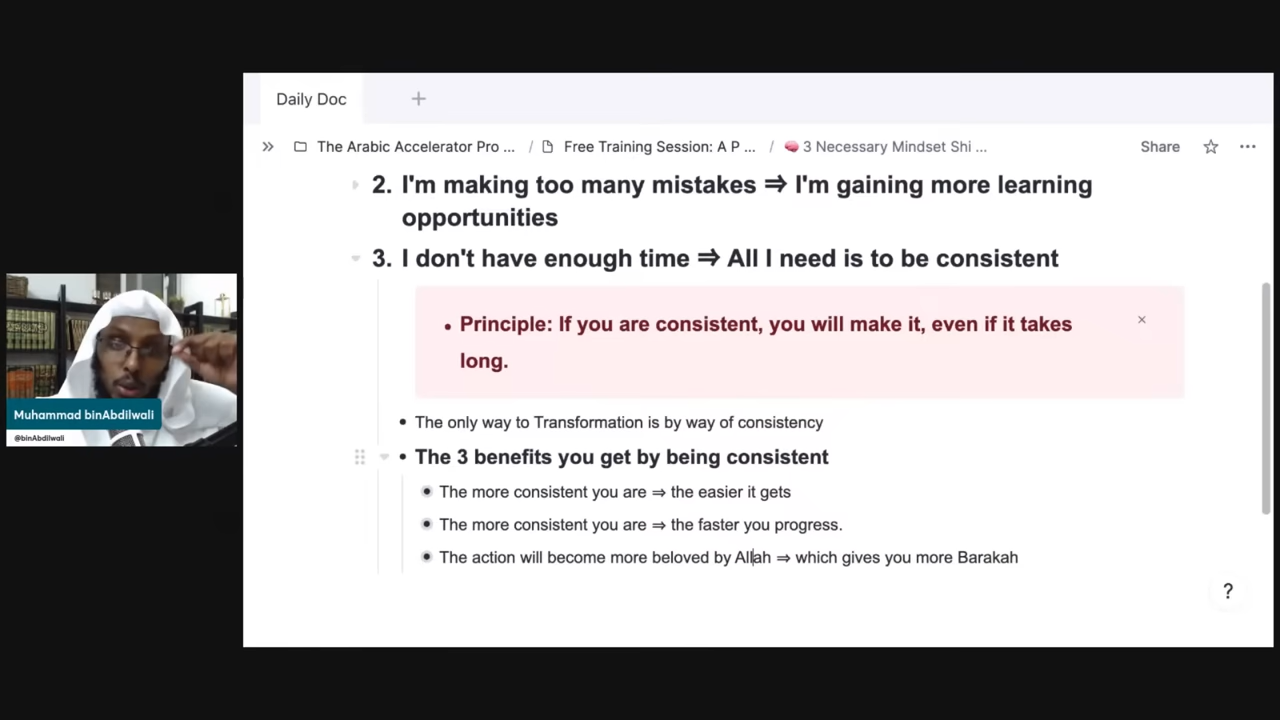 Daily Doc
The Arabic Accelerator Pro ... / Free Training Session: A P ... / 🧠 3 Necessary Mindset Shi ... Share
2. I'm making too many mistakes ⇒ I'm gaining more learning
opportunities
3. I don't have enough time ⇒ All I need is to be consistent
• Principle: If you are consistent, you will make it, even if it takes
long.
• The only way to Transformation is by way of consistency
• The 3 benefits you get by being consistent
• The more consistent you are ⇒ the easier it gets
• The more consistent you are ⇒ the faster you progress.
• The action will become more beloved by Allah ⇒ which gives you more Barakah
?
Muhammad binAbdilwali
@binAbdilwali